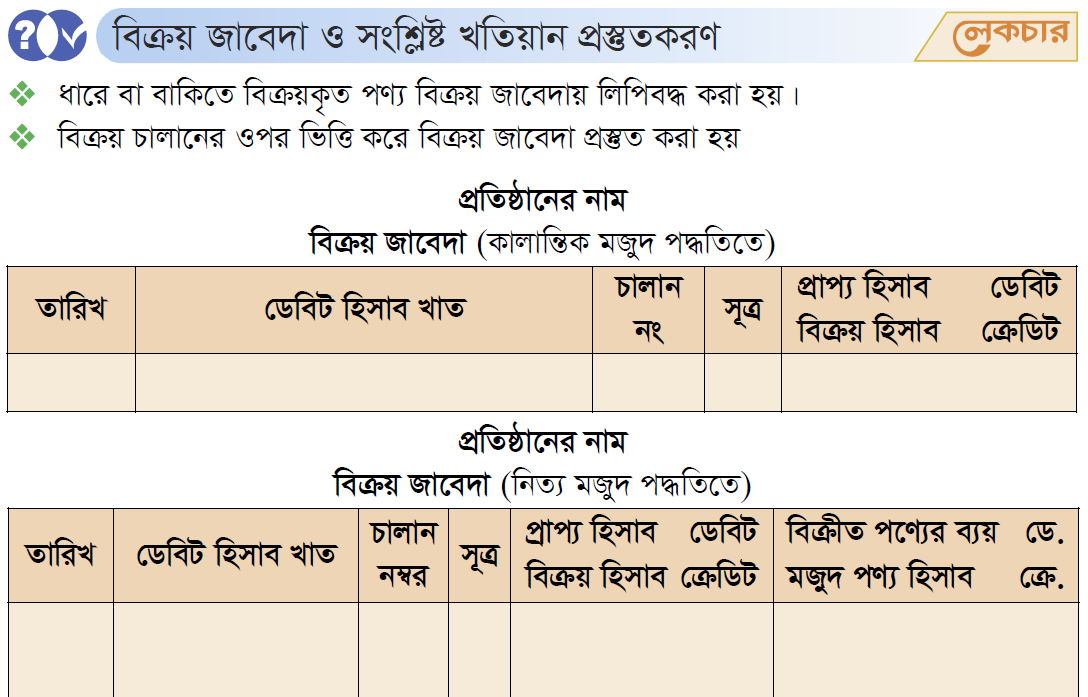 বিক্রয় জাবেদা ও সংশ্লিষ্ট খতিয়ান প্রস্তুতকরণ
লেকচার
ধারে বা বাকিতে বিক্রয়কৃত পণ্য বিক্রয় জাবেদায় লিপিবদ্ধ করা হয়।
বিক্রয় চালানের ওপর ভিত্তি করে বিক্রয় জাবেদা প্রস্তুত করা হয়
প্রতিষ্ঠানের নাম
বিক্রয় জাবেদা (কালান্তিক মজুদ পদ্ধতিতে)
তারিখ
ডেবিট হিসাব খাত
চালান
নং
সূত্র
প্রাপ্য হিসাব ডেবিট
বিক্রয় হিসাব ক্রেডিট
প্রতিষ্ঠানের নাম
বিক্রয় জাবেদা (নিত্য মজুদ পদ্ধতিতে)
তারিখ
ডেবিট হিসাব খাত
চালান
নম্বর
সূত্র
প্রাপ্য হিসাব ডেবিট
বিক্রয় হিসাব ক্রেডিট
বিক্রীত পণ্যের ব্যয় ডে.
মজুদ পণ্য হিসাব ক্রে.